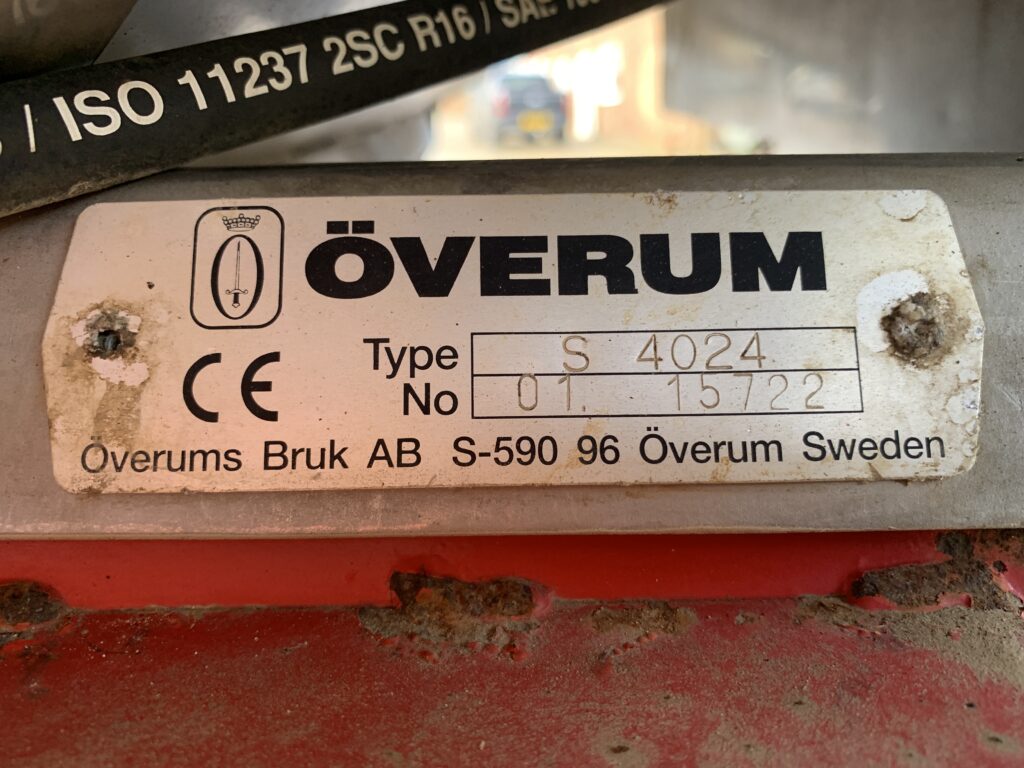 / ISO 11237 2SC R16 / SAE
ÖVERUM
CE
Type S 4024
No 01. 15722
Överums Bruk AB S-590 96 Överum Sweden